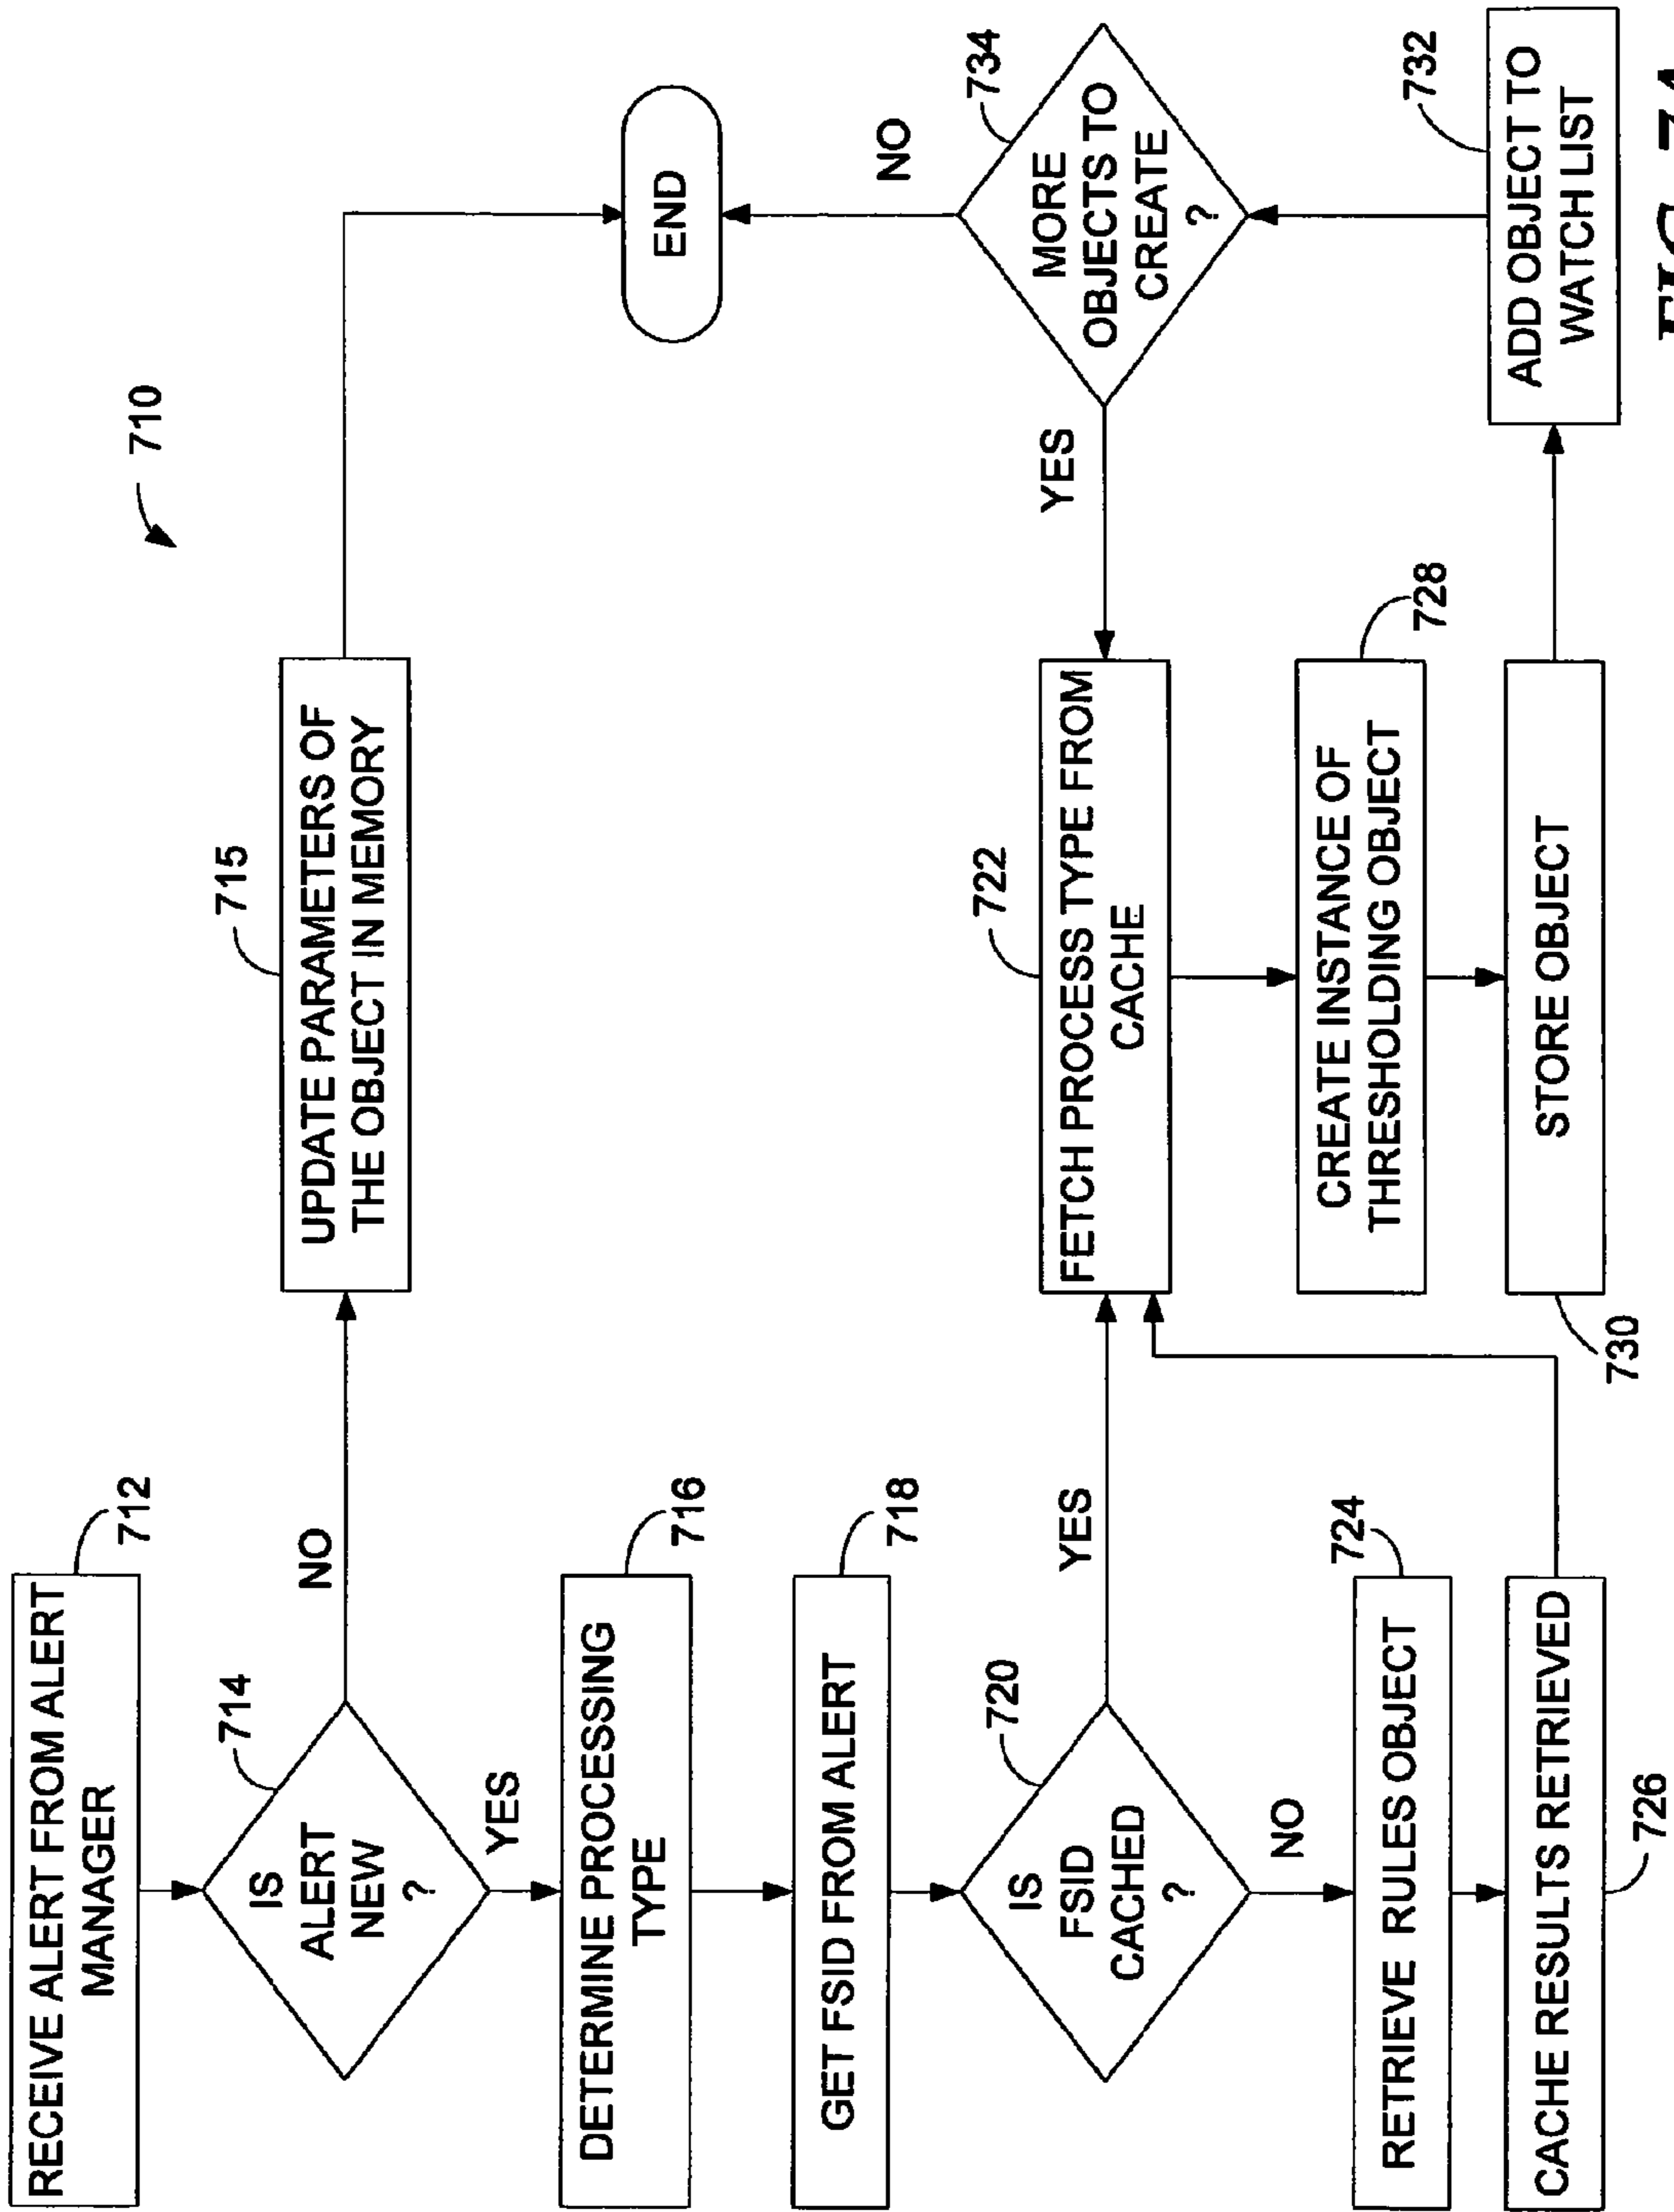 710
RECEIVE ALERT FROM ALERT
MANAGER
712
IS
ALERT
NEW
?
714
NO
YES
UPDATE PARAMETERS OF
THE OBJECT IN MEMORY
715
DETERMINE PROCESSING
TYPE
716
GET FSID FROM ALERT
718
IS
FSID
CACHED
?
720
YES
NO
RETRIEVE RULES OBJECT
724
CACHE RESULTS RETRIEVED
726
FETCH PROCESS TYPE FROM
CACHE
722
CREATE INSTANCE OF
THRESHOLDING OBJECT
728
STORE OBJECT
730
END
NO
MORE
OBJECTS TO
CREATE
?
734
YES
ADD OBJECT TO
WATCH LIST
732
FIG. 7A